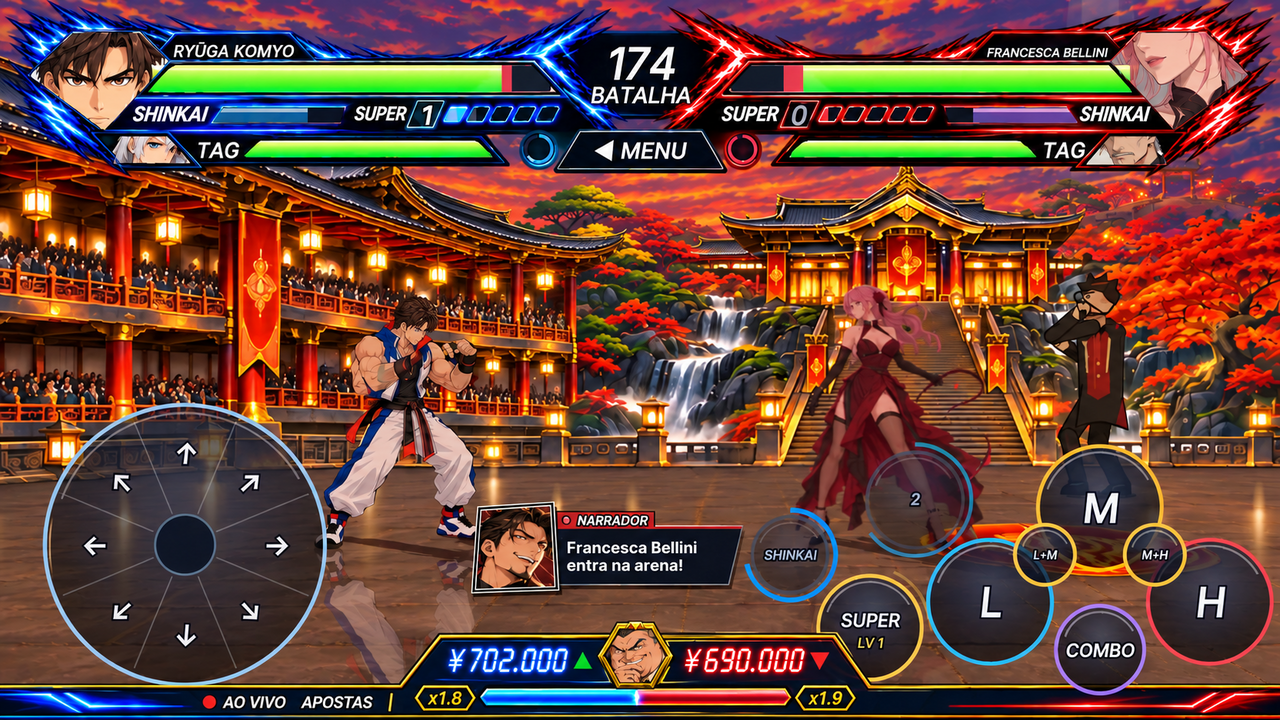 RYŪGA KOMYO
174
BATALHA
FRANCESCA BELLINI
SHINKAI
SUPER 1
SUPER 0
SHINKAI
TAG
◀ MENU
TAG
NARRADOR
Francesca Bellini
entra na arena!
SHINKAI
2
M
L+M
M+H
L
H
SUPER
LV 1
COMBO
¥702.000 ▲
¥690.000 ▼
AO VIVO APOSTAS |
x1.8
x1.9